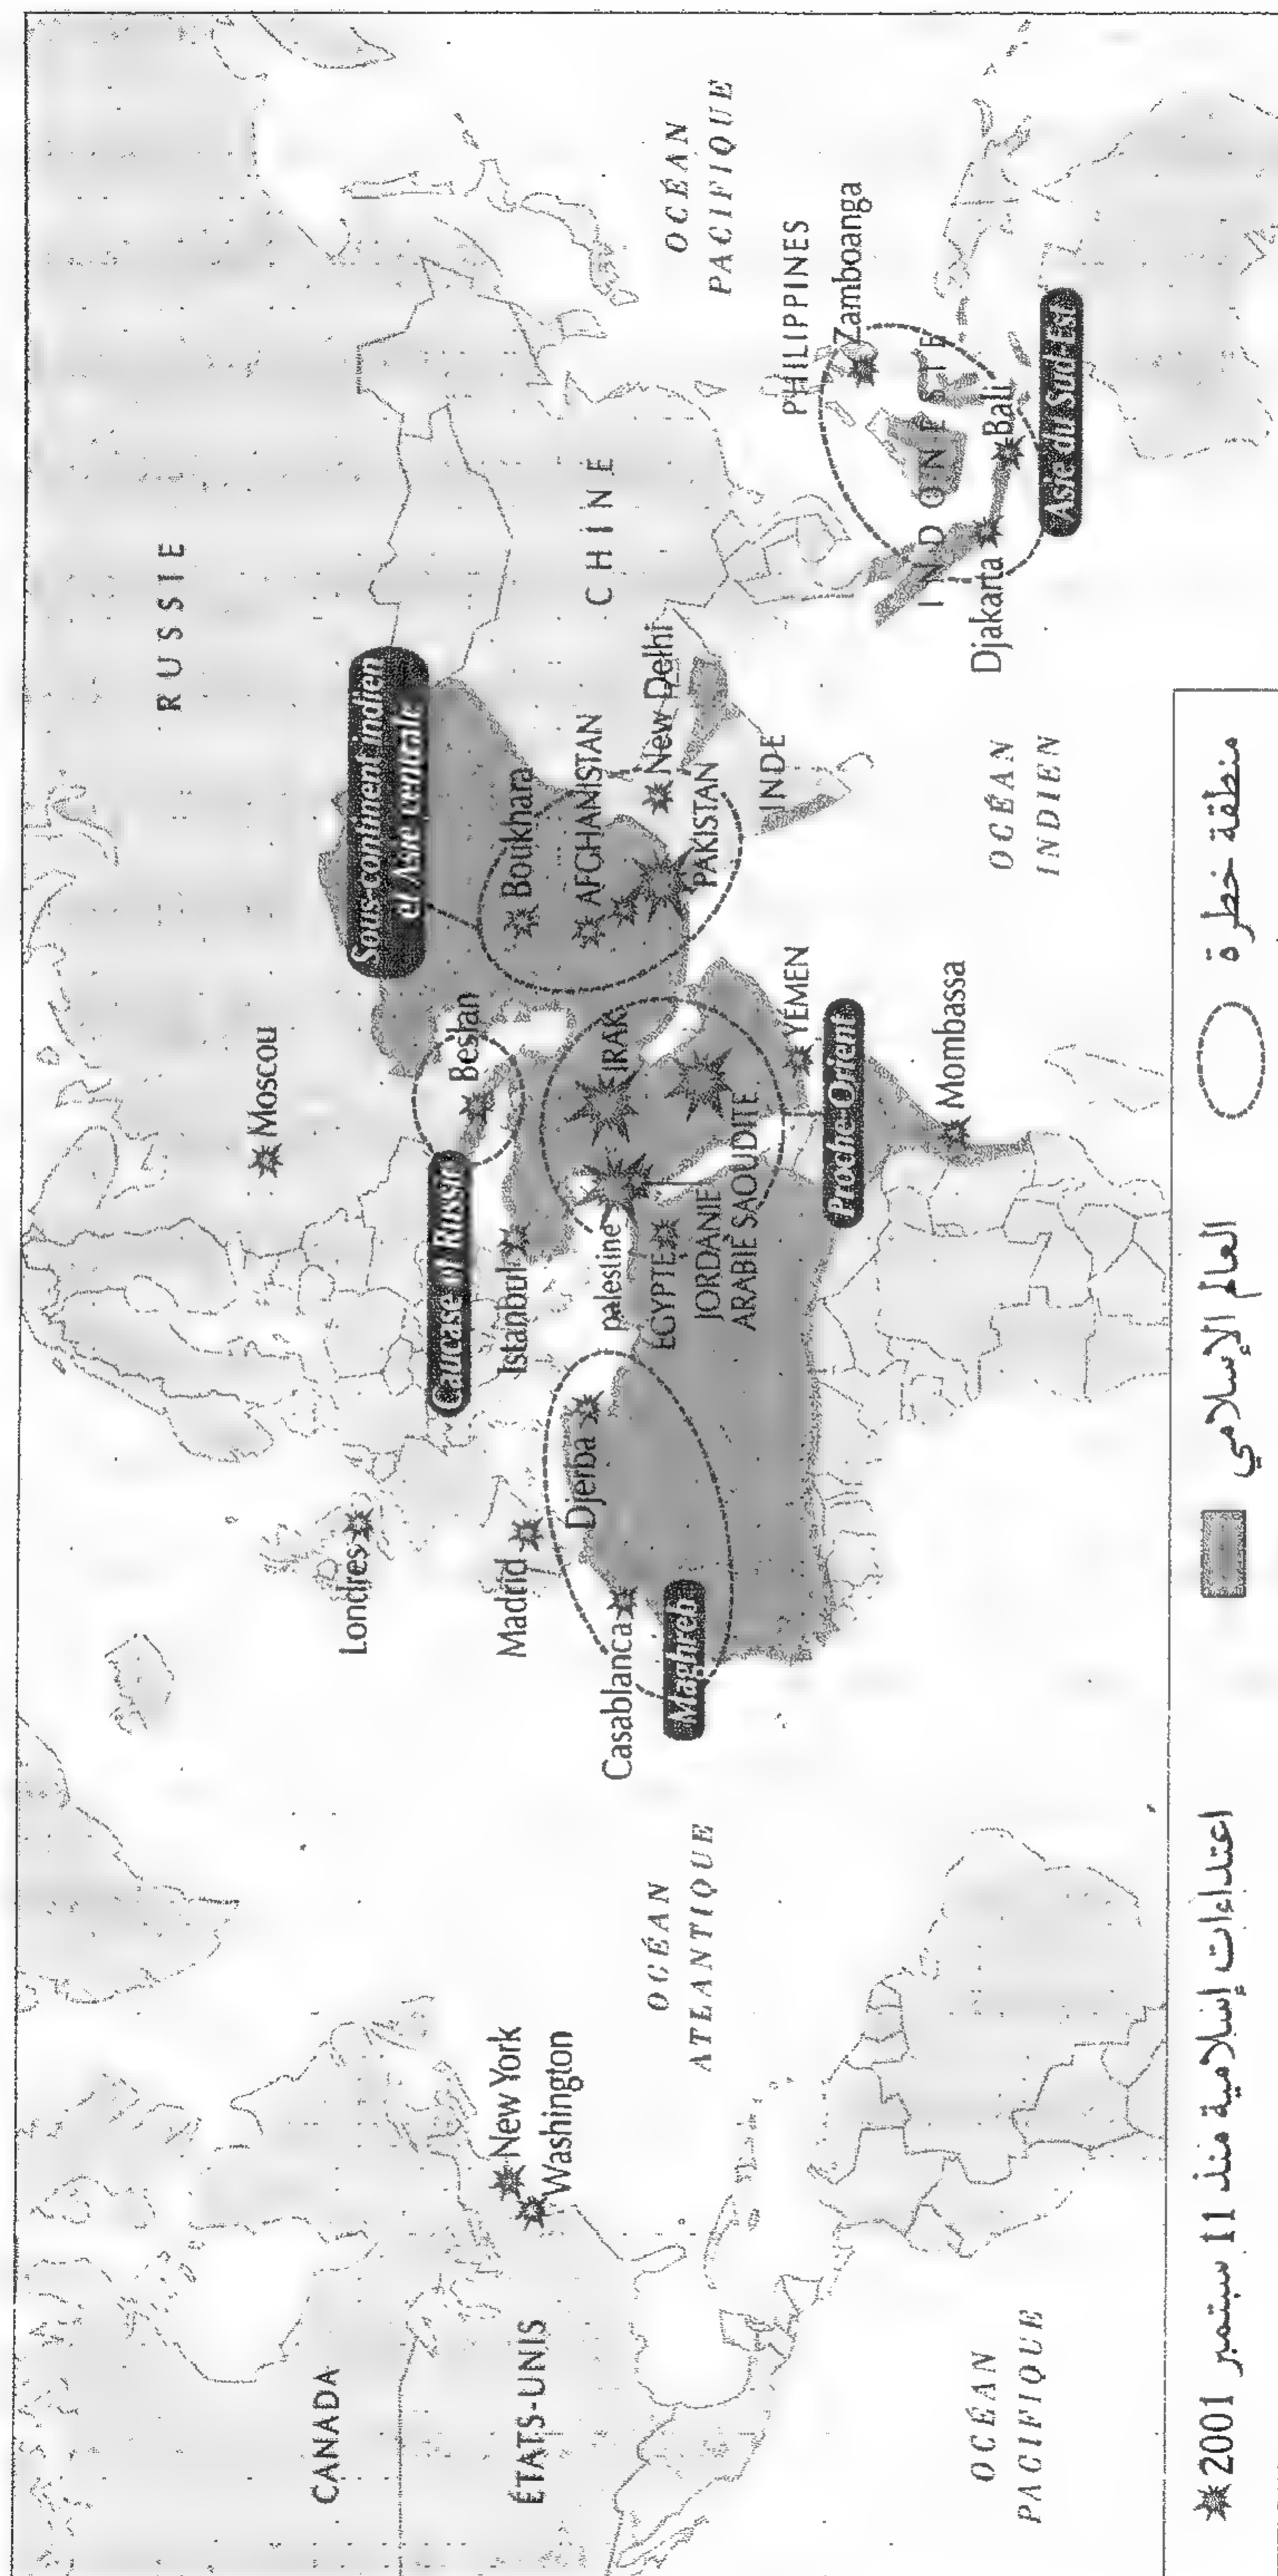 RUSSIE
CANADA
Moscou
Londres
Sous-continent indien
et Asie centrale
Caucase et Russie
Beslan
New York
Washington
ÉTATS-UNIS
Madrid
Istanbul
Boukhara
Djerba
AFGHANISTAN
CHINE
Casablanca
palestine
IRAK
New Delhi
EGYPTE
PAKISTAN
Maghreb
JORDANIE
ARABIE SAOUDITE
OCÉAN
ATLANTIQUE
OCÉAN
PACIFIQUE
INDE
YEMEN
PHILIPPINES
Zamboanga
Proche-Orient
INDONESIE
Mombassa
Djakarta
Bali
OCÉAN
INDIEN
OCÉAN
PACIFIQUE
Asie du Sud-Est
اعتداءات إسلامية منذ 11 سبتمبر 2001
العالم الإسلامي
منطقة خطرة